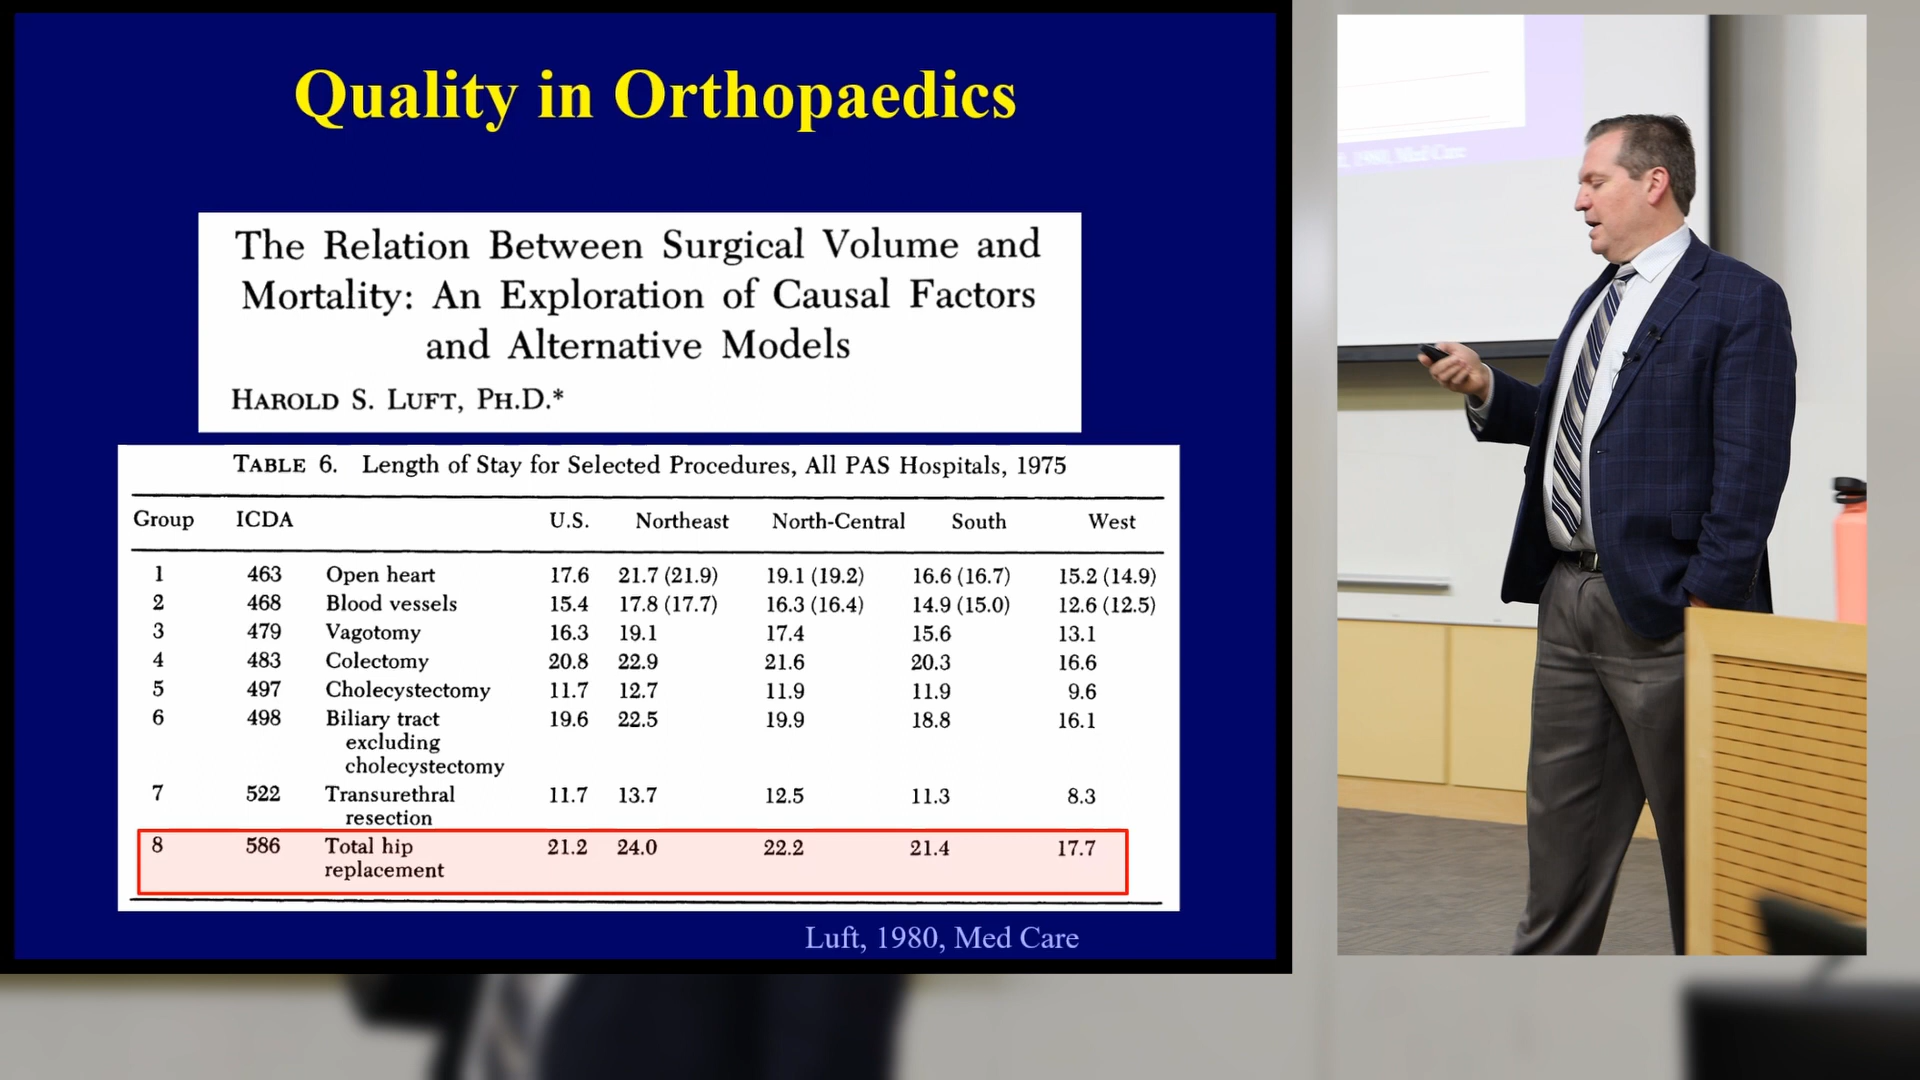 Quality in Orthopaedics
The Relation Between Surgical Volume and
Mortality: An Exploration of Causal Factors
and Alternative Models
HAROLD S. LUFT, PH.D.*
TABLE 6. Length of Stay for Selected Procedures, All PAS Hospitals, 1975
Group ICDA U.S. Northeast North-Central South West
1 463 Open heart 17.6 21.7 (21.9) 19.1 (19.2) 16.6 (16.7) 15.2 (14.9)
2 468 Blood vessels 15.4 17.8 (17.7) 16.3 (16.4) 14.9 (15.0) 12.6 (12.5)
3 479 Vagotomy 16.3 19.1 17.4 15.6 13.1
4 483 Colectomy 20.8 22.9 21.6 20.3 16.6
5 497 Cholecystectomy 11.7 12.7 11.9 11.9 9.6
6 498 Biliary tract 19.6 22.5 19.9 18.8 16.1
excluding
cholecystectomy
7 522 Transurethral 11.7 13.7 12.5 11.3 8.3
resection
8 586 Total hip 21.2 24.0 22.2 21.4 17.7
replacement
Luft, 1980, Med Care
1980, Med Care